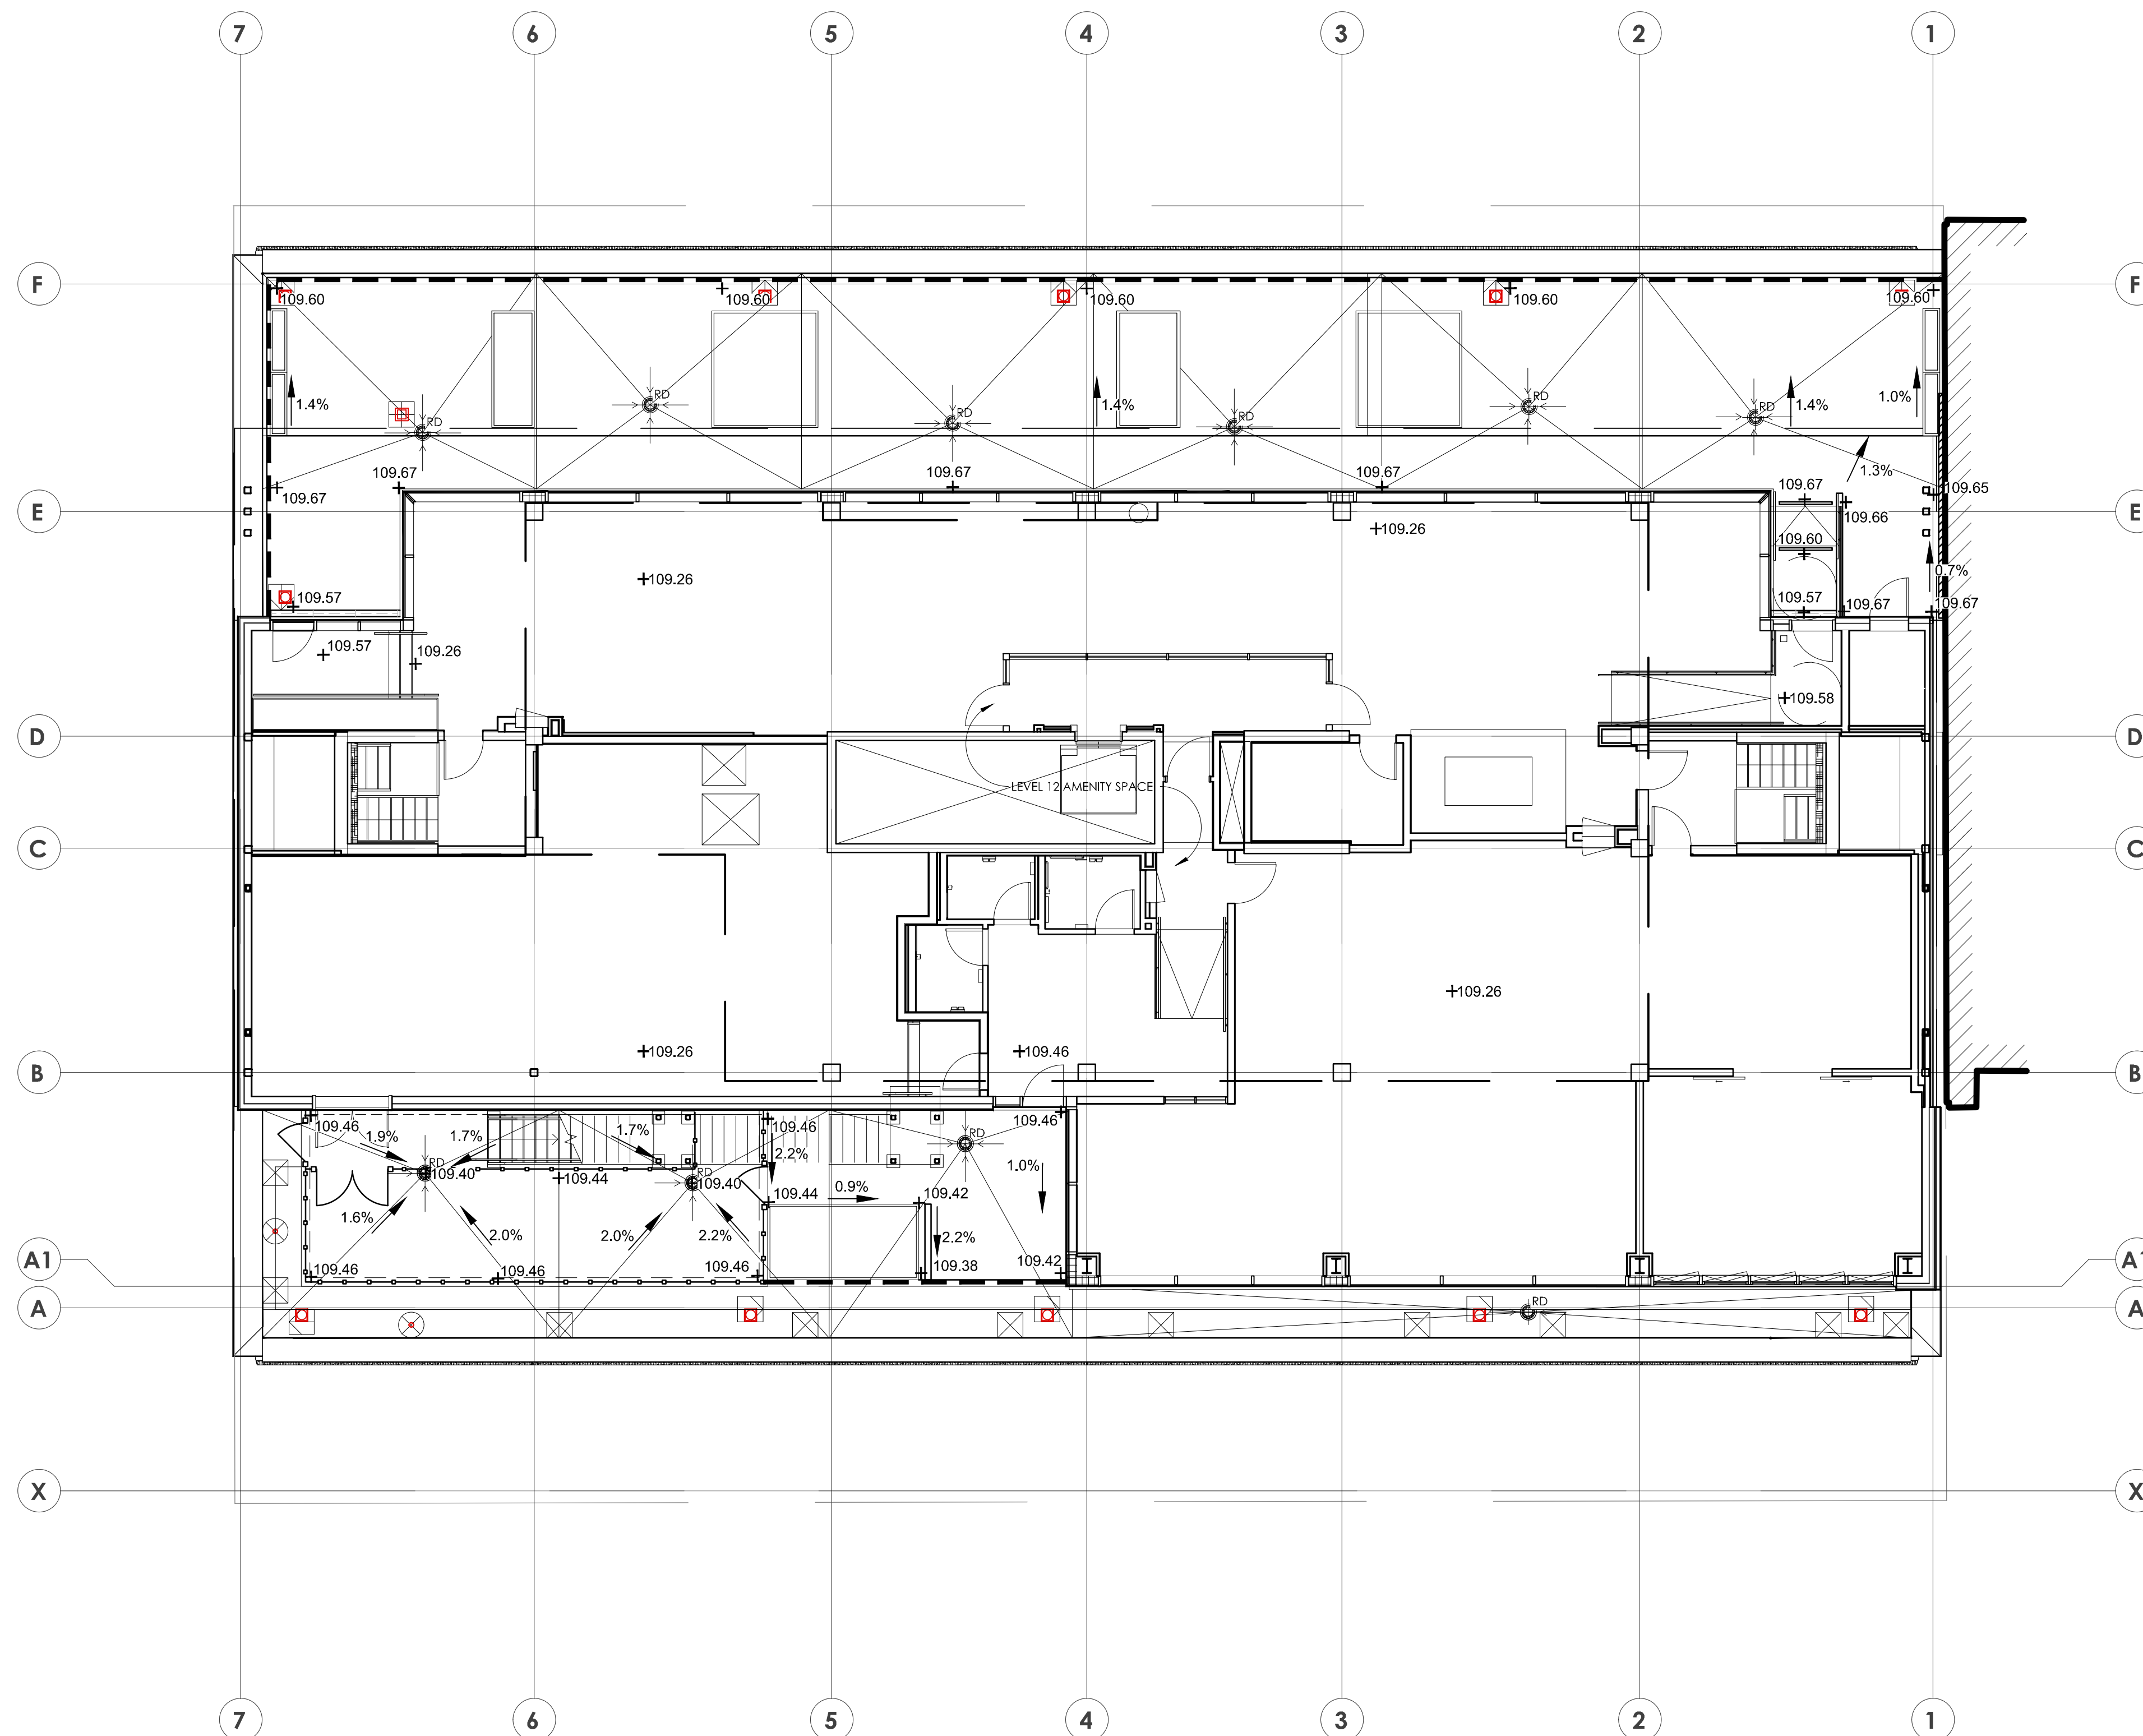 7 6 5 4 3 2 1
F F
109.60 109.60 109.60 109.60 109.60
RD RD RD RD RD RD
1.4% 1.4% 1.4% 1.0%
109.67 109.67 109.67 109.67 1.3%
109.67 109.65
E E
109.66
109.26 109.60
109.26 0.7%
109.57 109.57 109.67 109.67
109.57 109.26
109.58
D D
LEVEL 12 AMENITY SPACE
C C
109.26
109.26 109.46
B B
109.46 1.9% 1.7% 1.7% 109.46 RD 109.46
2.2%
RD 109.40 109.44 RD 109.40 1.0%
109.44 0.9% 109.42
1.6% 2.0% 2.0% 2.2% 2.2%
A1 A1
109.46 109.46 109.46 109.38 109.42
A RD A
X X
7 6 5 4 3 2 1